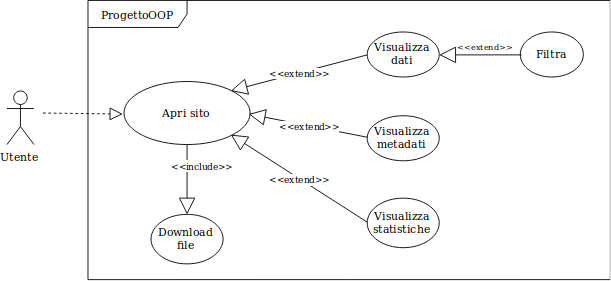 ProgettoOOP
Visualizza
dati
<<extend>>
Filtra
<<extend>>
Apri sito
Utente
<<extend>>
Visualizza
metadati
<<include>>
<<extend>>
Visualizza
statistiche
Download
file